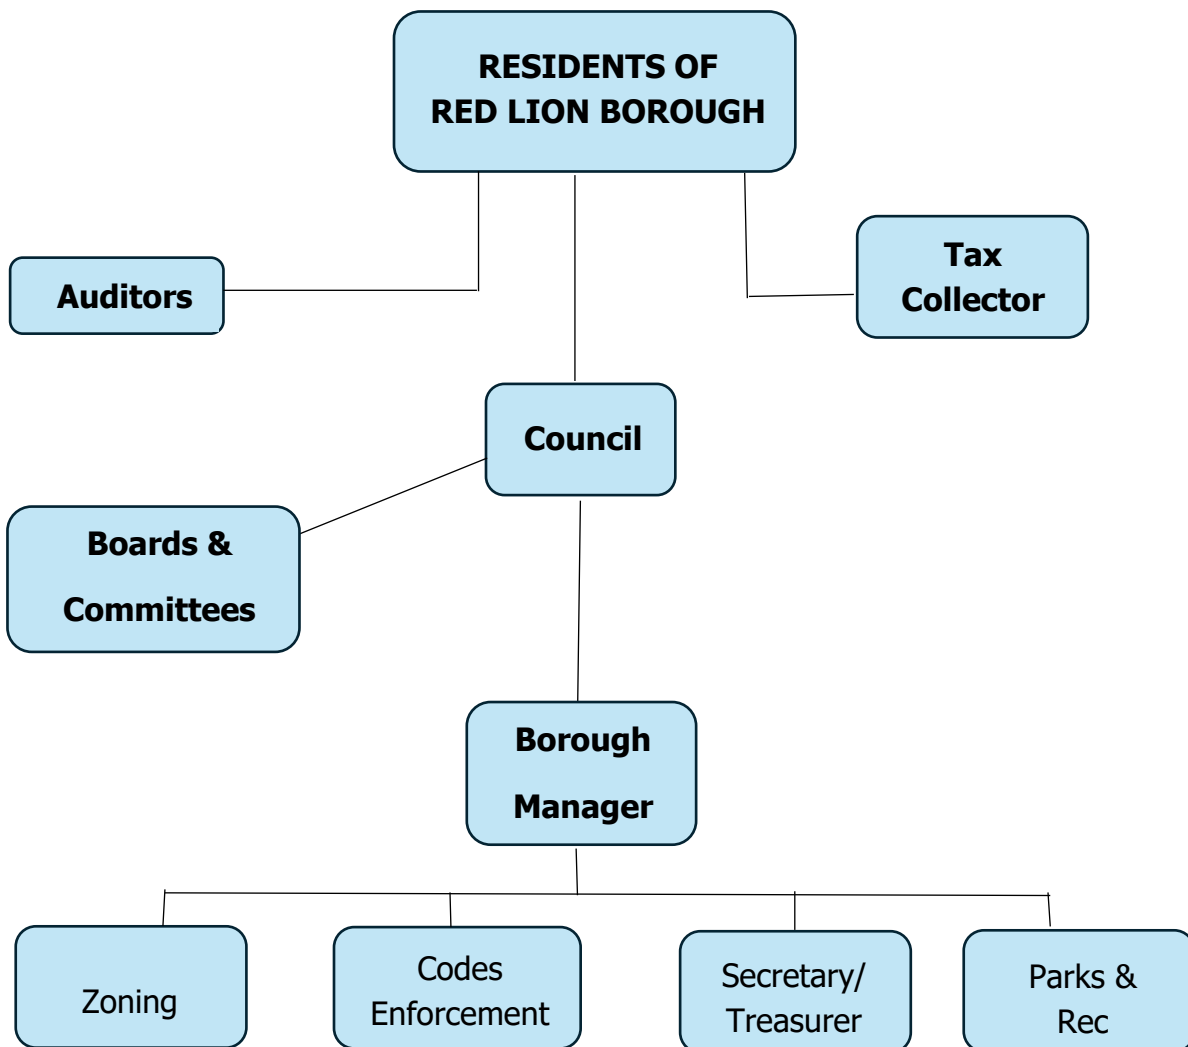 RESIDENTS OF
RED LION BOROUGH
Auditors
Tax
Collector
Council
Boards &
Committees
Borough
Manager
Zoning
Codes
Enforcement
Secretary/
Treasurer
Parks &
Rec